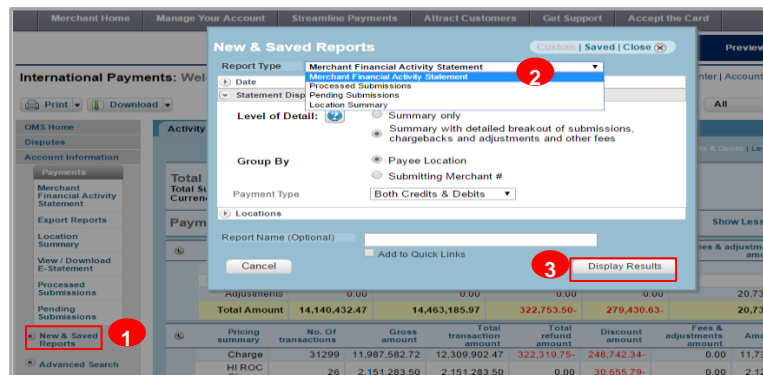 Merchant Home Manage Your Account Streamline Payments Attract Customers Get Support Accept the Card
New & Saved Reports Custom | Saved | Close
Preview
Report Type Merchant Financial Activity Statement
Merchant Financial Activity Statement
Processed Submissions
Pending Submissions
Location Summary
2
International Payments: Wel
nter | Account
Date
Statement Disp
Print Download
All
Level of Detail: ? Summary only
Summary with detailed breakout of submissions,
chargebacks and adjustments and other fees
OMS Home
Disputes
Account Information
Activity
ts & Debits | Le
Group By Payee Location
Submitting Merchant #
Payments
Merchant
Financial Activity
Statement
Total
Total Su
Curren
Payment Type Both Credits & Debits
Export Reports
Paym
Show Less
Locations
Location
Summary
Report Name (Optional)
Add to Quick Links
ees & adjustme
amo
View / Download
E-Statement
Cancel 3 Display Results
Processed
Submissions
Adjustments 0.00 0.00 0.00 0.00 20,73
Pending
Submissions
Total Amount 14,140,432.47 14,463,185.97 322,753.50- 279,430.63- 20,73
New & Saved
Reports
1
Pricing
summary
No. Of
transactions
Gross
amount
Total
transaction
amount
Total
refund
amount
Discount
amount
Fees &
adjustments
amount
Amo
Charge 31299 11,987,582.72 12,309,902.47 322,319.75- 248,742.34- 0.00 11,73
Advanced Search
HI ROC
26 2,151,283.50 2,151,283.50 0.00 30,655.79- 0.00 2,12